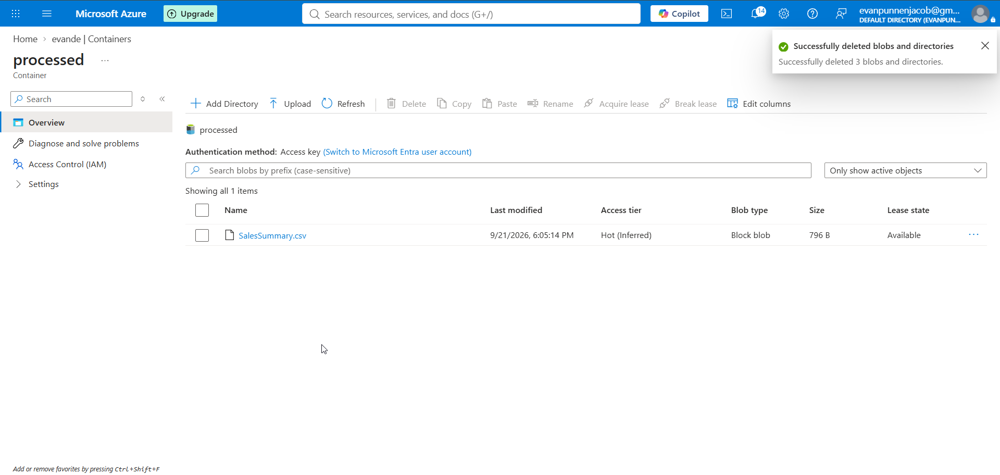 Microsoft Azure
Upgrade
Search resources, services, and docs (G+/)
Copilot
14
evanpunnenjacob@gm...
DEFAULT DIRECTORY (EVANPUN...
Home > evande | Containers
Successfully deleted blobs and directories
Successfully deleted 3 blobs and directories.
processed
...
Container
Search
Overview
Diagnose and solve problems
Access Control (IAM)
Settings
Add Directory
Upload
Refresh
Delete
Copy
Paste
Rename
Acquire lease
Break lease
Edit columns
processed
Authentication method: Access key (Switch to Microsoft Entra user account)
Search blobs by prefix (case-sensitive)
Only show active objects
Showing all 1 items
Name Last modified Access tier Blob type Size Lease state
SalesSummary.csv 9/21/2026, 6:05:14 PM Hot (Inferred) Block blob 796 B Available ...
Add or remove favorites by pressing Ctrl+Shift+F